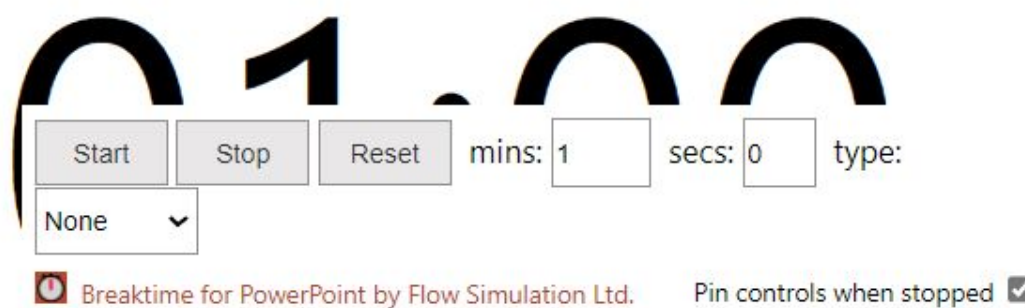 01:00
Start Stop Reset mins: 1 secs: 0 type:
None
Breaktime for PowerPoint by Flow Simulation Ltd. Pin controls when stopped